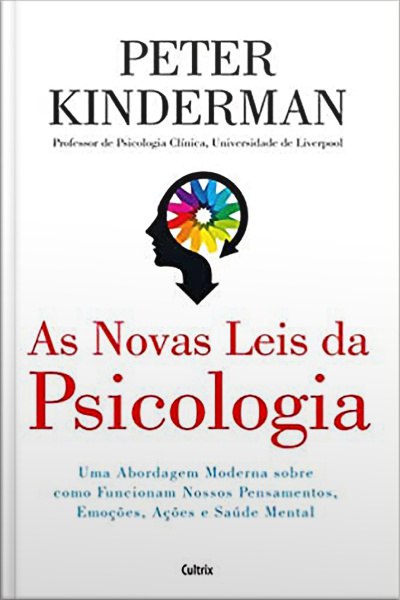 PETER
KINDERMAN
Professor de Psicologia Clínica, Universidade de Liverpool
As Novas Leis da
Psicologia
Uma Abordagem Moderna sobre
como Funcionam Nossos Pensamentos,
Emoções, Ações e Saúde Mental
Cultrix